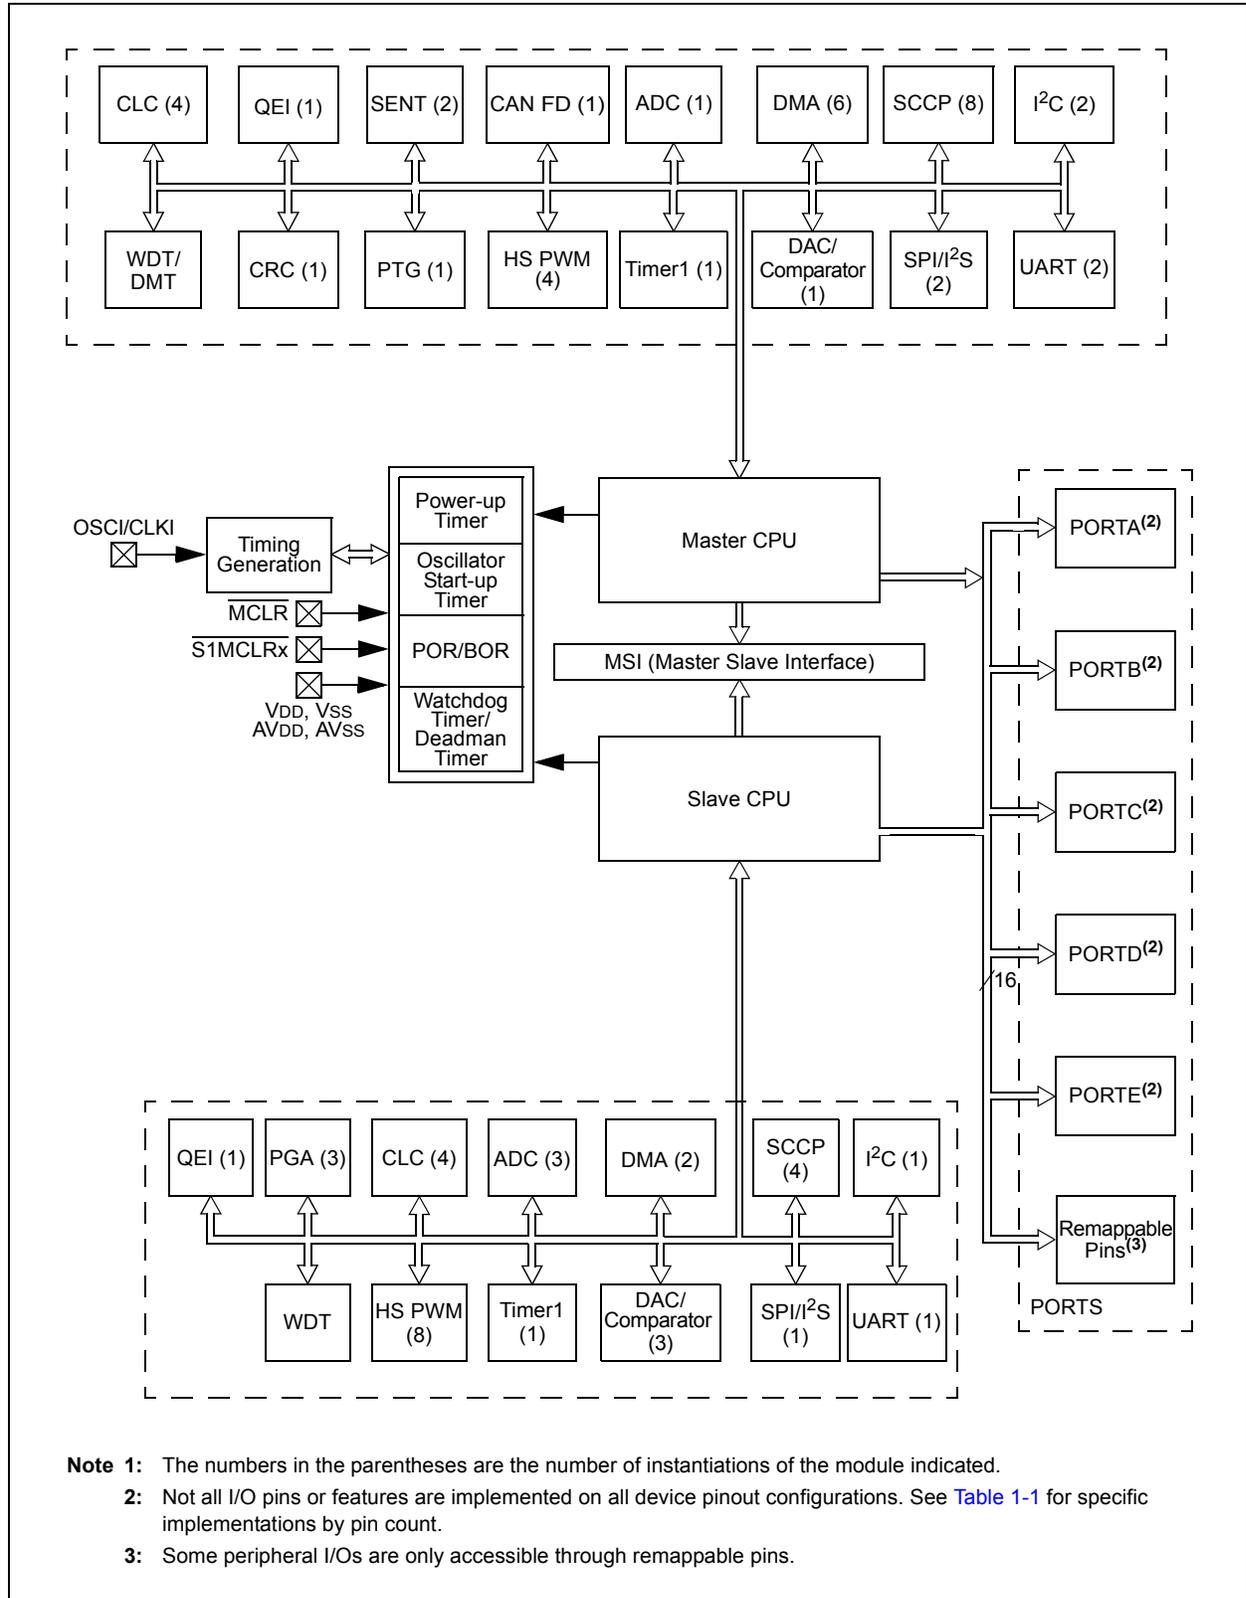 CLC (4)
QEI (1)
SENT (2)
CAN FD (1)
ADC (1)
DMA (6)
SCCP (8)
I²C (2)
WDT/
DMT
CRC (1)
PTG (1)
HS PWM
(4)
Timer1 (1)
DAC/
Comparator
(1)
SPI/I²S
(2)
UART (2)
OSCI/CLKI
Timing
Generation
MCLR
S1MCLRx
VDD, VSS
AVDD, AVSS
Power-up
Timer
Oscillator
Start-up
Timer
POR/BOR
Watchdog
Timer/
Deadman
Timer
Master CPU
MSI (Master Slave Interface)
Slave CPU
PORTA(2)
PORTB(2)
PORTC(2)
PORTD(2)
16
PORTE(2)
Remappable
Pins(3)
PORTS
QEI (1)
PGA (3)
CLC (4)
ADC (3)
DMA (2)
SCCP
(4)
I²C (1)
WDT
HS PWM
(8)
Timer1
(1)
DAC/
Comparator
(3)
SPI/I²S
(1)
UART (1)
Note 1: The numbers in the parentheses are the number of instantiations of the module indicated.
2: Not all I/O pins or features are implemented on all device pinout configurations. See Table 1-1 for specific
implementations by pin count.
3: Some peripheral I/Os are only accessible through remappable pins.